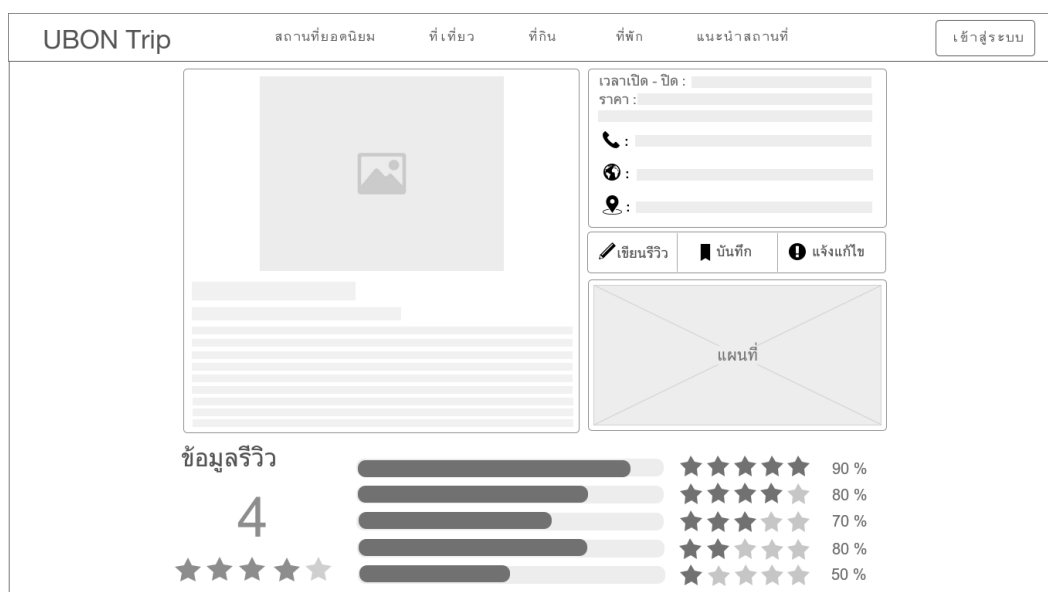 UBON Trip สถานที่ยอดนิยม ที่เที่ยว ที่กิน ที่พัก แนะนำสถานที่ เข้าสู่ระบบ
เวลาเปิด - ปิด :
ราคา :
:
:
:
เขียนรีวิว บันทึก แจ้งแก้ไข
แผนที่
ข้อมูลรีวิว
4
90 %
80 %
70 %
80 %
50 %